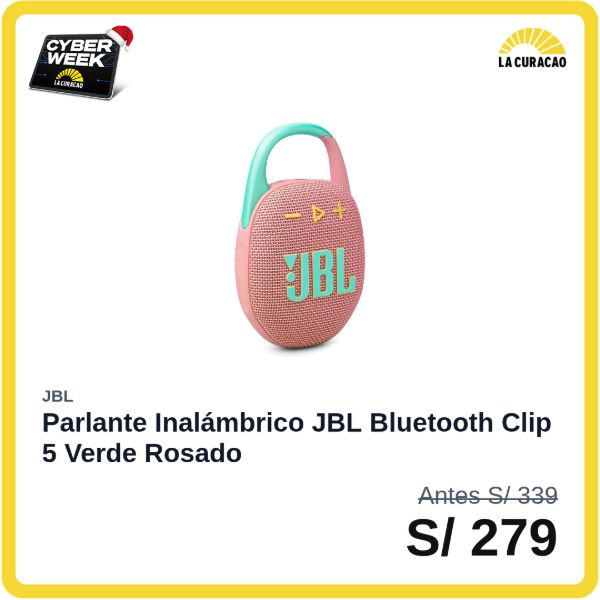 CYBER
WEEK
LA CURACAO
LA CURACAO
JBL
JBL
Parlante Inalámbrico JBL Bluetooth Clip
5 Verde Rosado
Antes S/ 339
S/ 279